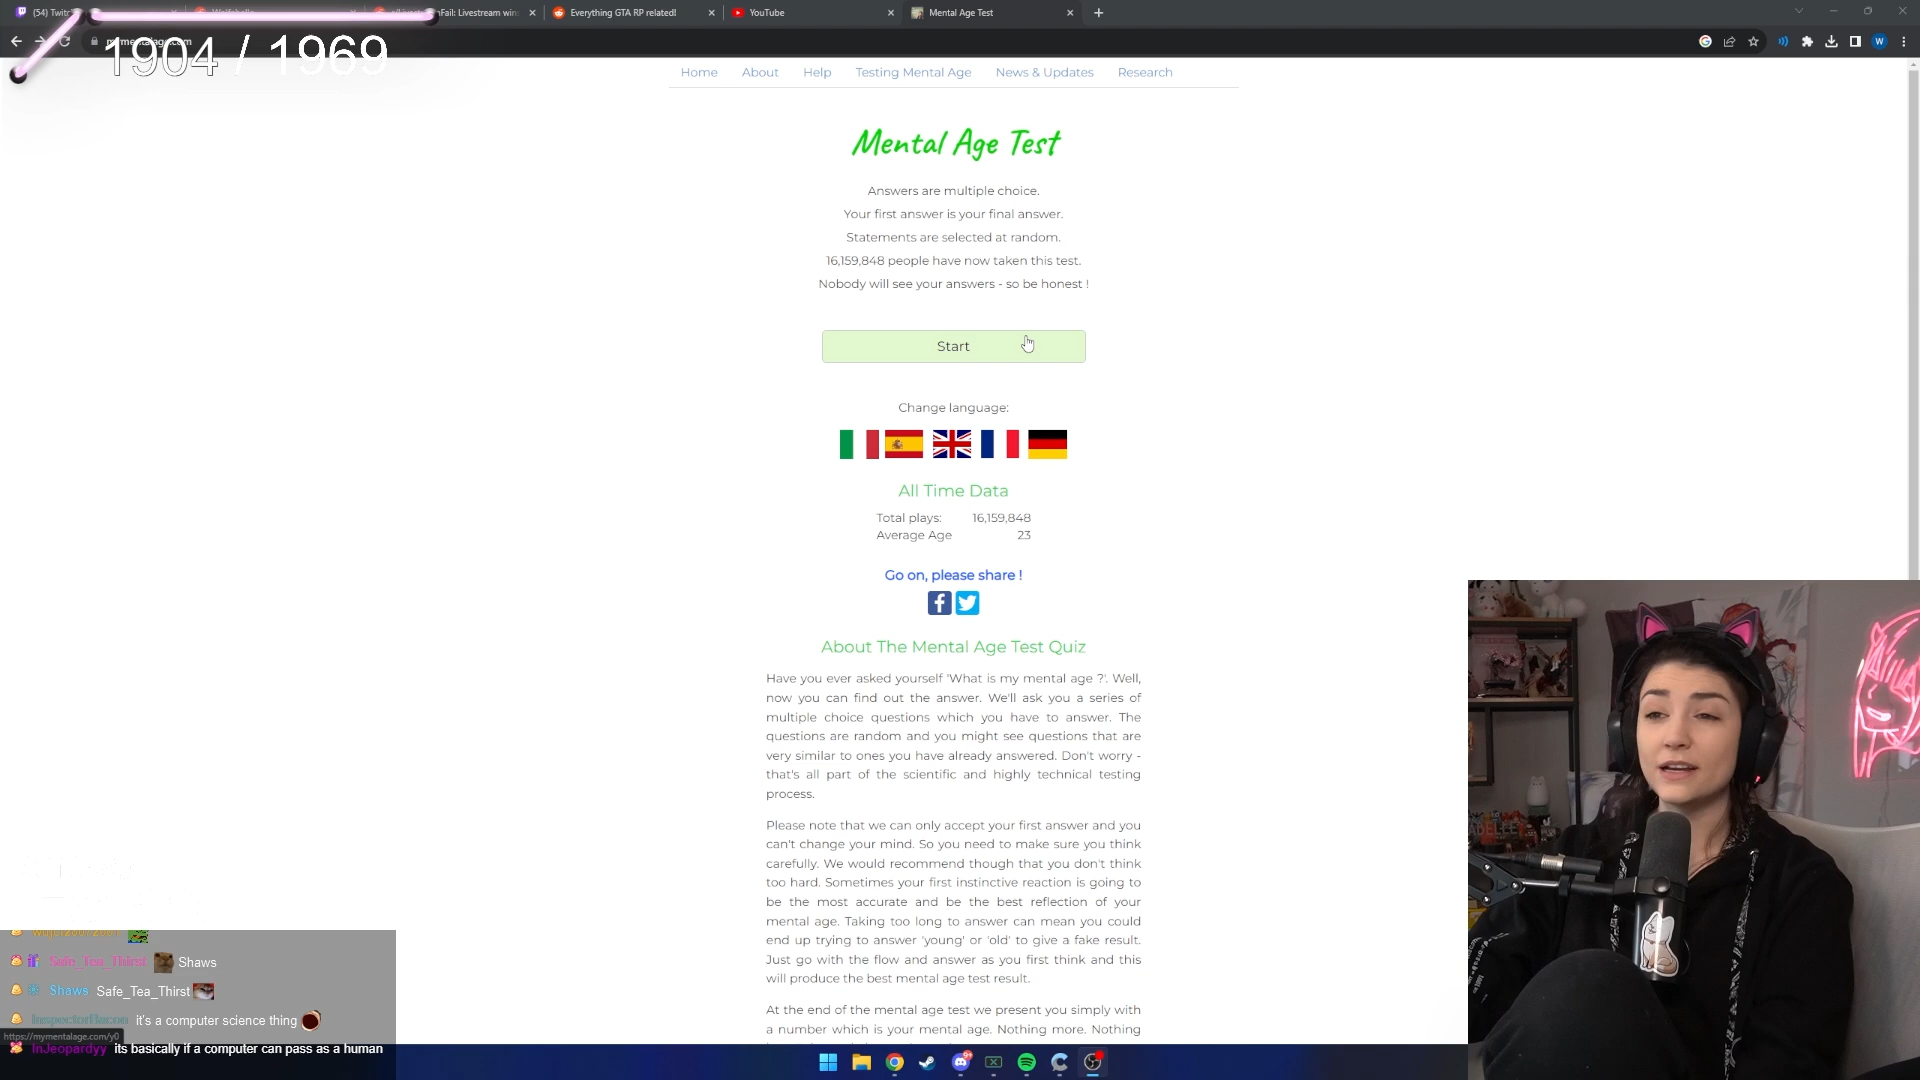 (54) Twitc
nFail: Livestream win
Everything GTA RP related!
YouTube
Mental Age Test
1904 / 1969
W
Home About Help Testing Mental Age News & Updates Research
Mental Age Test
Answers are multiple choice.
Your first answer is your final answer.
Statements are selected at random.
16,159,848 people have now taken this test.
Nobody will see your answers - so be honest !
Start
Change language:
All Time Data
Total plays: 16,159,848
Average Age 23
Go on, please share !
About The Mental Age Test Quiz
Have you ever asked yourself 'What is my mental age ?'. Well,
now you can find out the answer. We'll ask you a series of
multiple choice questions which you have to answer. The
questions are random and you might see questions that are
very similar to ones you have already answered. Don't worry -
that's all part of the scientific and highly technical testing
process.
Please note that we can only accept your first answer and you
can't change your mind. So you need to make sure you think
carefully. We would recommend though that you don't think
too hard. Sometimes your first instinctive reaction is going to
be the most accurate and be the best reflection of your
mental age. Taking too long to answer can mean you could
end up trying to answer 'young' or 'old' to give a fake result.
Just go with the flow and answer as you first think and this
will produce the best mental age test result.
At the end of the mental age test we present you simply with
a number which is your mental age. Nothing more. Nothing
Safe_Tea_Thirst Shaws
Shaws Safe_Tea_Thirst
it's a computer science thing
https://mymentalage.com/y0
InJeopardyy its basically if a computer can pass as a human